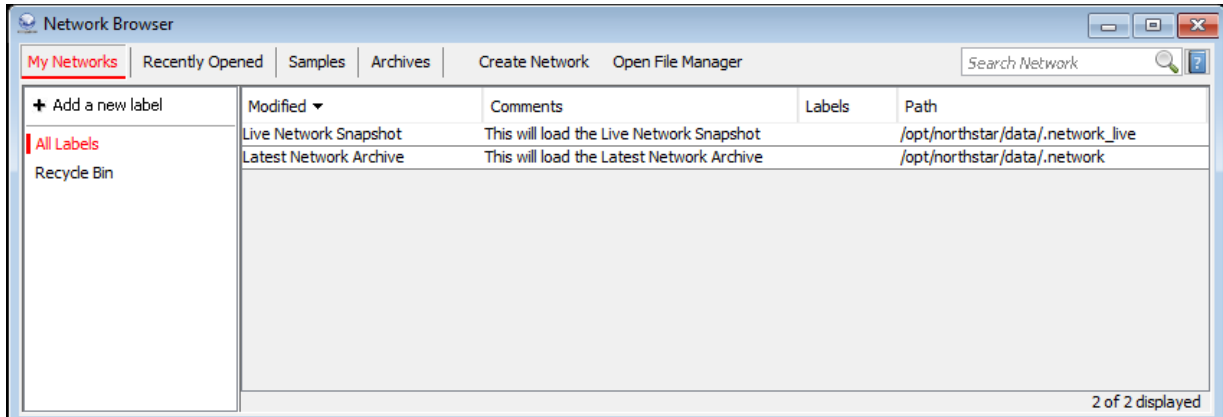 Network Browser
My Networks Recently Opened Samples Archives Create Network Open File Manager Search Network ?
+ Add a new label
All Labels
Recycle Bin
Modified Comments Labels Path
Live Network Snapshot This will load the Live Network Snapshot /opt/northstar/data/.network_live
Latest Network Archive This will load the Latest Network Archive /opt/northstar/data/.network
2 of 2 displayed